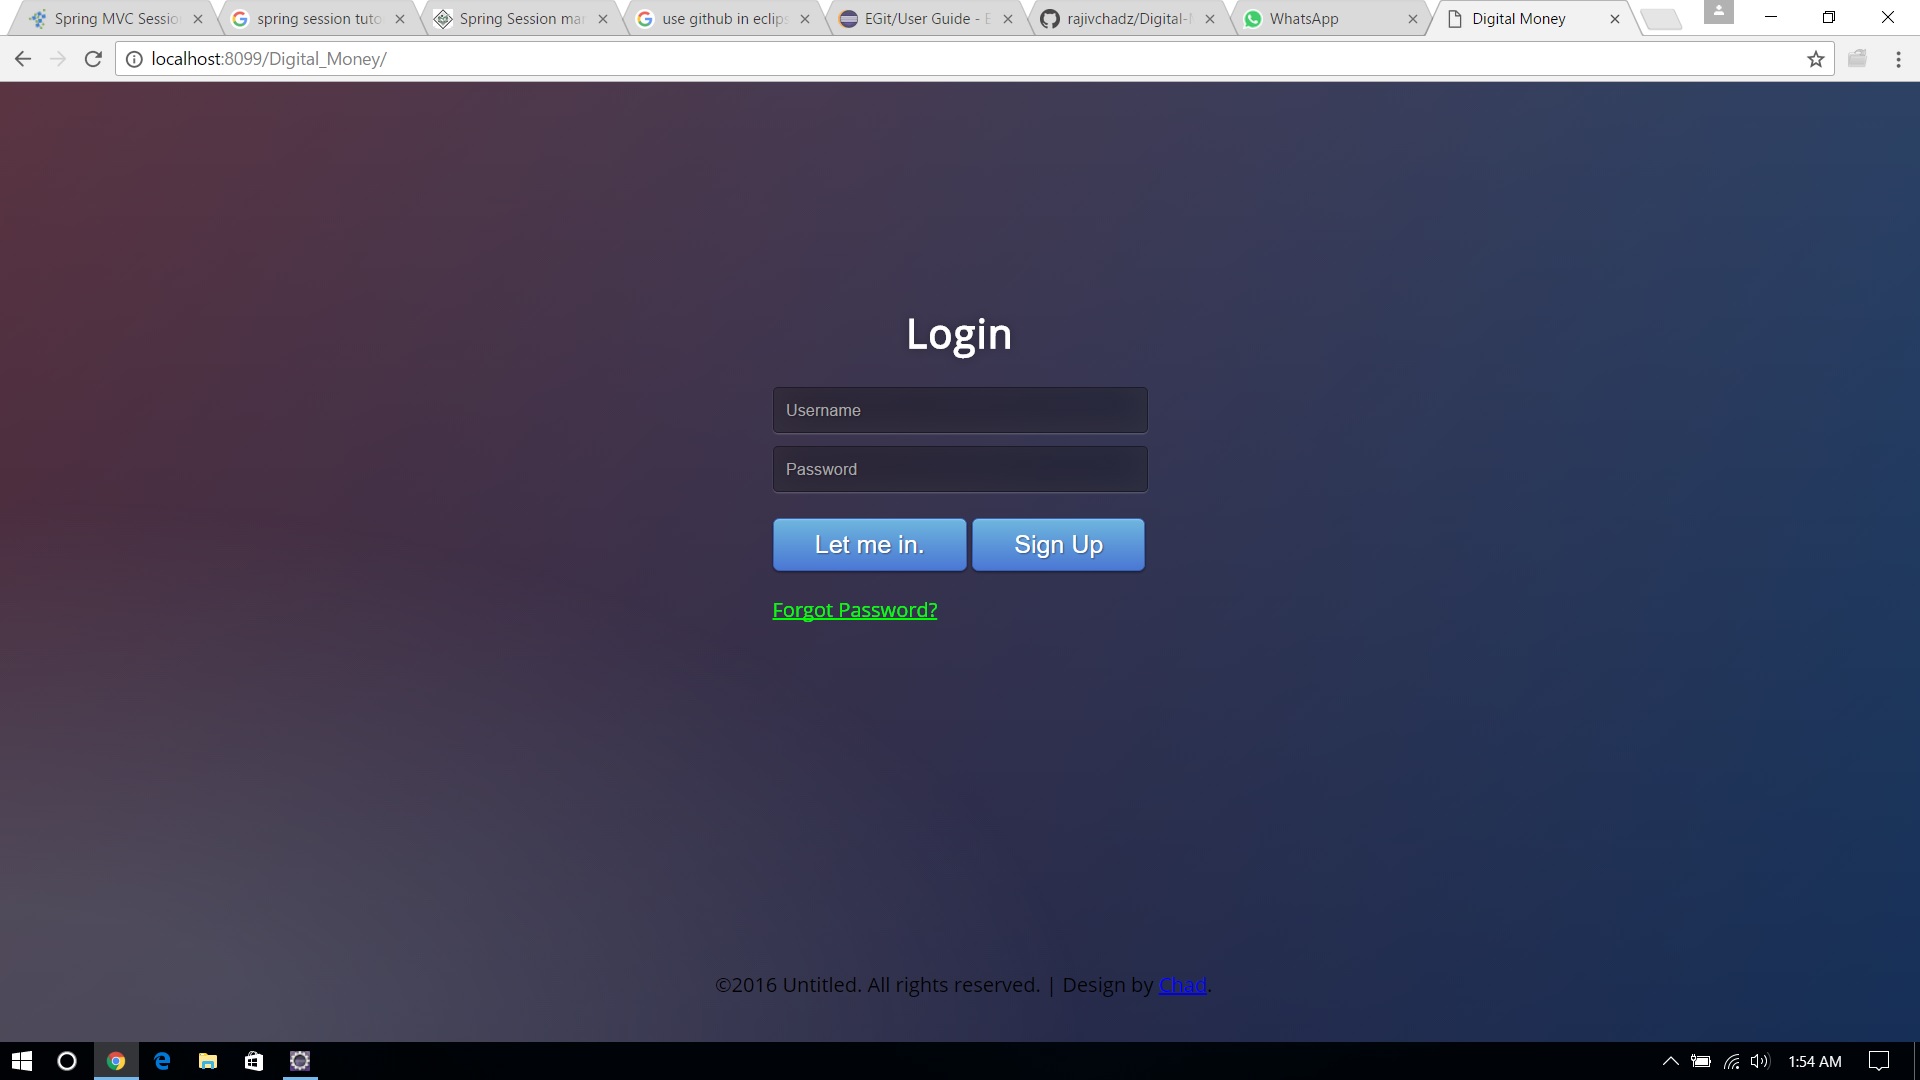 Spring MVC Sessio
spring session tuto
Spring Session ma
use github in eclips
EGit/User Guide - E
rajivchadz/Digital-
WhatsApp
Digital Money
localhost:8099/Digital_Money/
Login
Username
Password
Let me in.
Sign Up
Forgot Password?
©2016 Untitled. All rights reserved. | Design by Chad.
1:54 AM